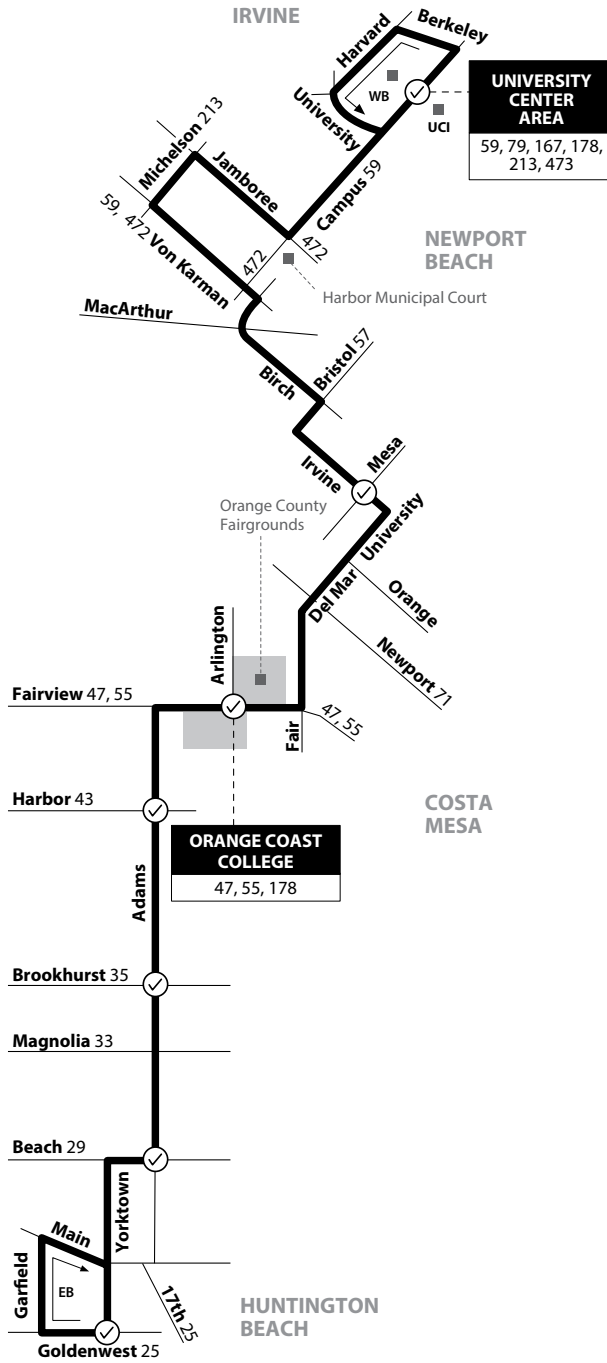 IRVINE
Berkeley
Harvard
WB
University
UCI
UNIVERSITY
CENTER
AREA
59, 79, 167, 178,
213, 473
Michelson 213
Jamboree
Campus 59
59, 472
Von Karman
472
472
NEWPORT
BEACH
Harbor Municipal Court
MacArthur
Birch
Bristol 57
Irvine
Mesa
University
Orange County
Fairgrounds
Del Mar
Orange
Newport 71
Arlington
Fairview 47, 55
Fair
47, 55
Harbor 43
COSTA
MESA
ORANGE COAST
COLLEGE
47, 55, 178
Adams
Brookhurst 35
Magnolia 33
Beach 29
Yorktown
Main
Garfield
EB
17th 25
HUNTINGTON
BEACH
Goldenwest 25